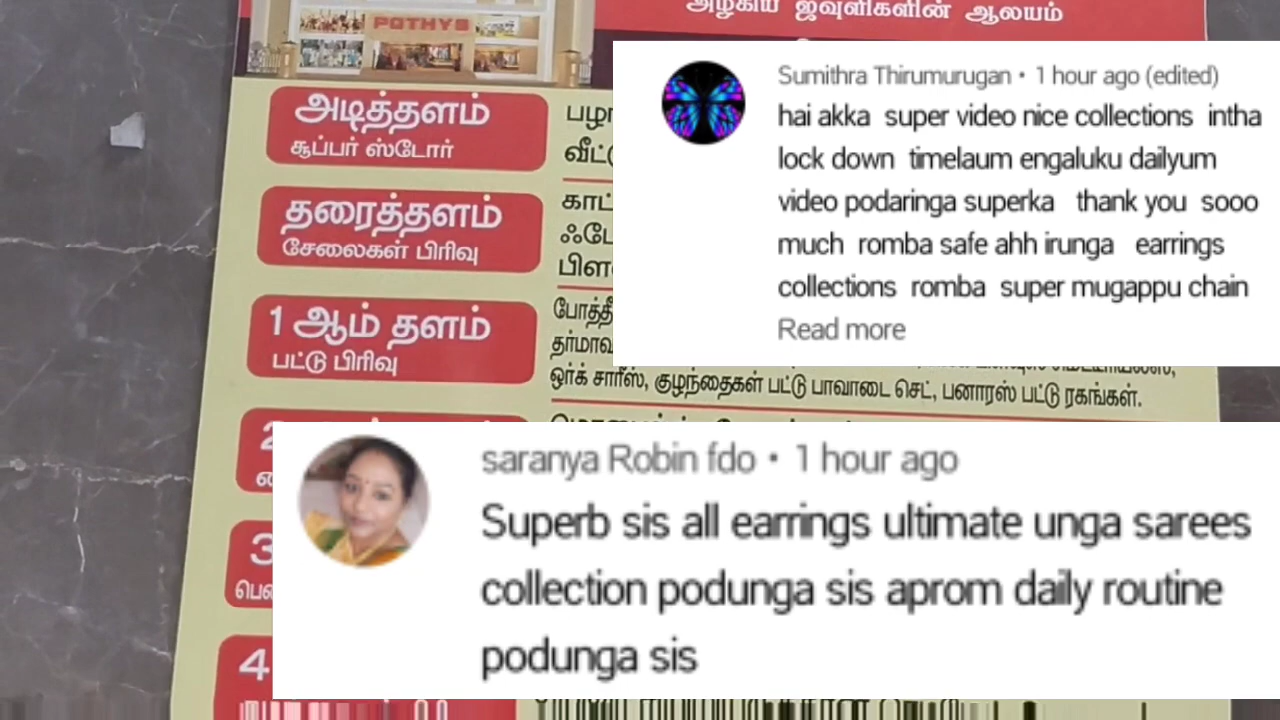 POTHYS
அழகிய ஜவுளிகளின் ஆலயம்
அடித்தளம்
சூப்பர் ஸ்டோர்
வீட்டு
தரைத்தளம்
சேலைகள் பிரிவு
1 ஆம் தளம்
பட்டு பிரிவு
ஒர்க் சாரீஸ், குழந்தைகள் பட்டு பாவாடை செட், பனாரஸ் பட்டு ரகங்கள்.
2
3
4
Sumithra Thirumurugan • 1 hour ago (edited)
hai akka super video nice collections intha
lock down timelaum engaluku dailyum
video podaringa superka thank you sooo
much romba safe ahh irunga earrings
collections romba super mugappu chain
Read more
saranya Robin fdo • 1 hour ago
Superb sis all earrings ultimate unga sarees
collection podunga sis aprom daily routine
podunga sis